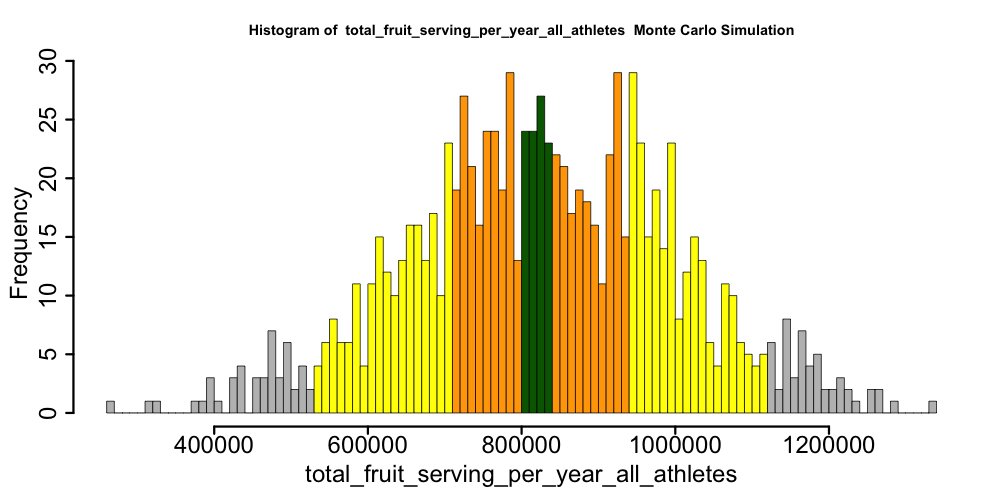 Histogram of  total_fruit_serving_per_year_all_athletes  Monte Carlo Simulation
Frequency
30
25
20
15
10
5
0
400000 600000 800000 1000000 1200000
total_fruit_serving_per_year_all_athletes